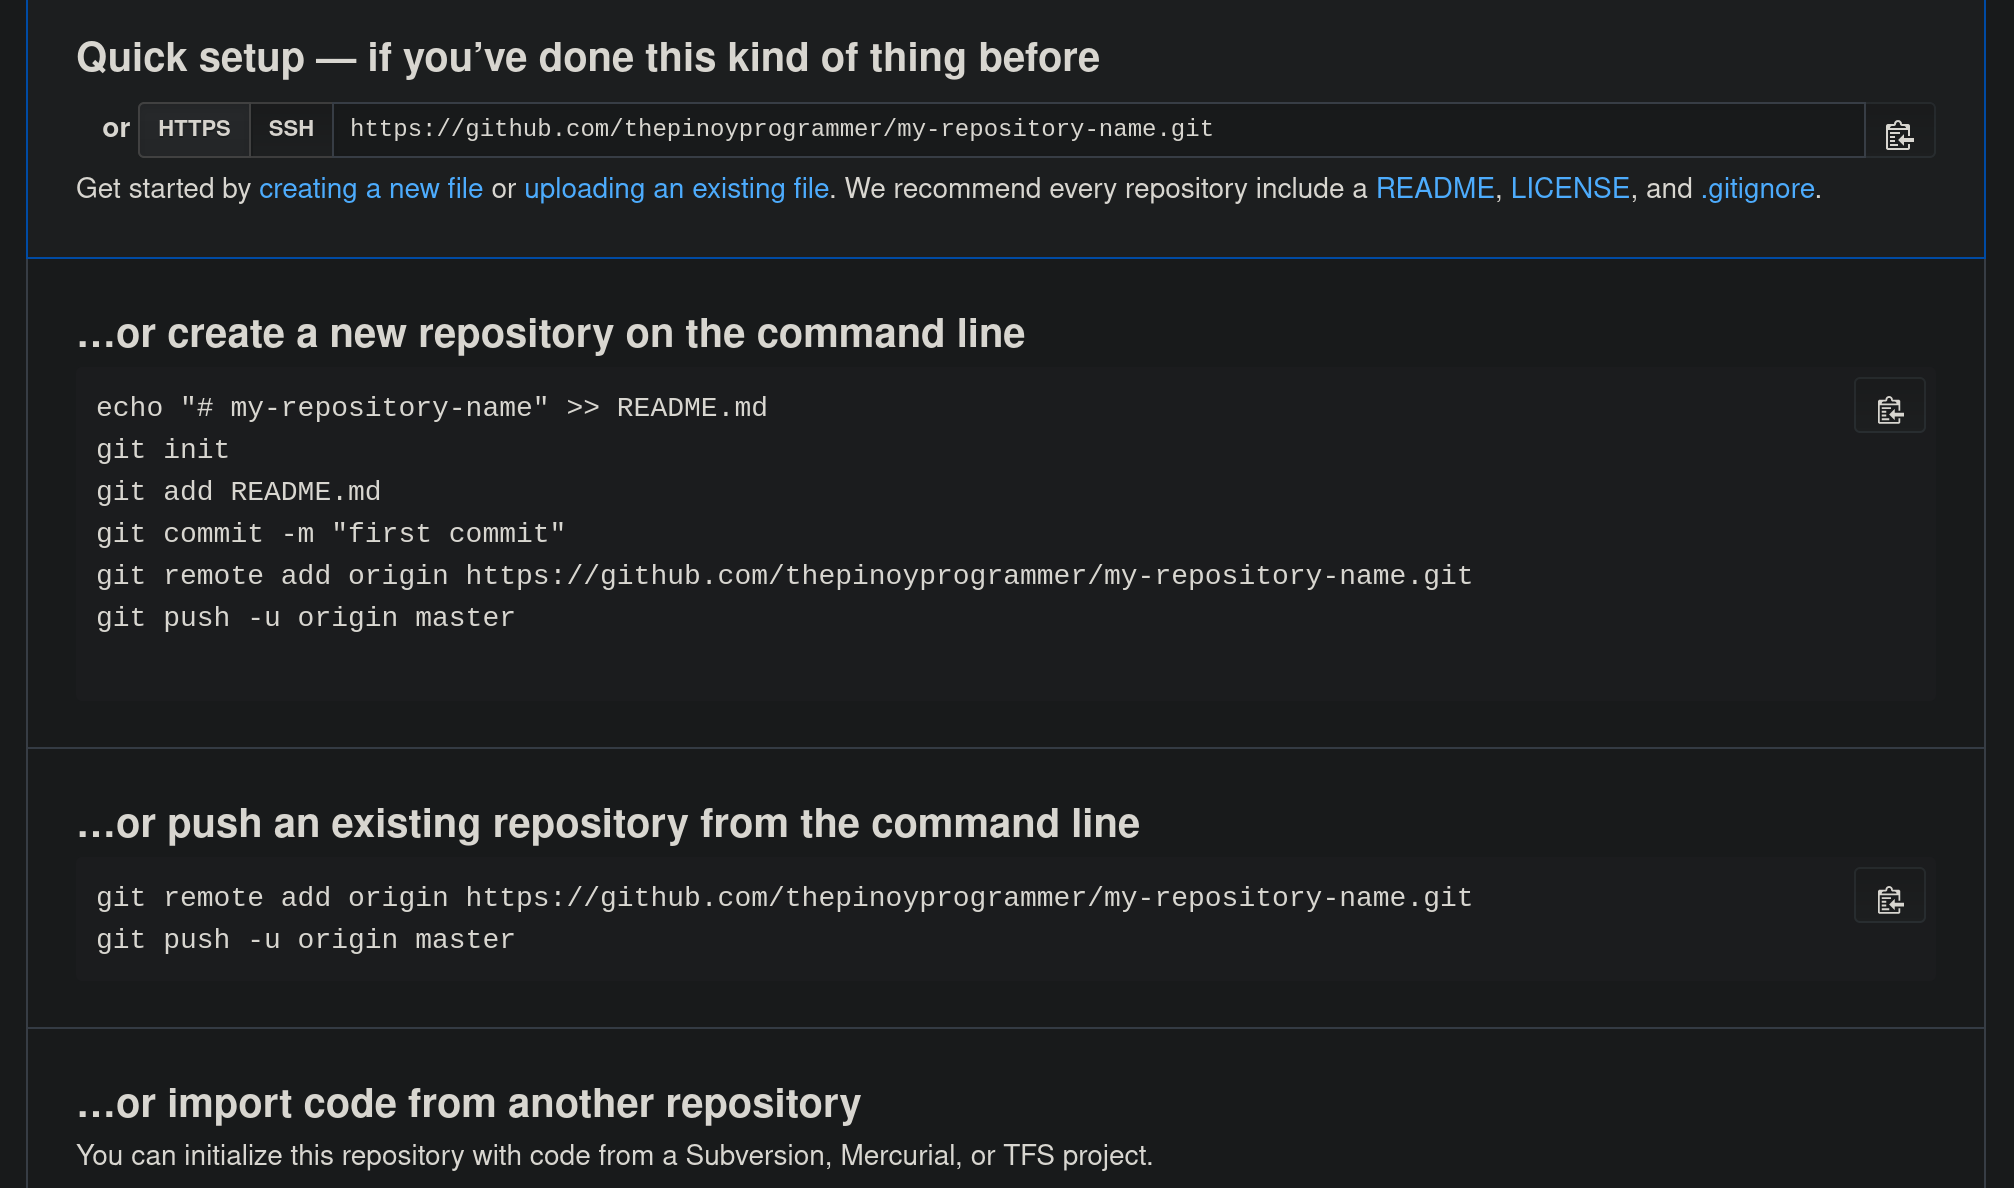 Quick setup — if you’ve done this kind of thing before
or HTTPS SSH https://github.com/thepinoyprogrammer/my-repository-name.git
Get started by creating a new file or uploading an existing file. We recommend every repository include a README, LICENSE, and .gitignore.
…or create a new repository on the command line
echo "# my-repository-name" >> README.md
git init
git add README.md
git commit -m "first commit"
git remote add origin https://github.com/thepinoyprogrammer/my-repository-name.git
git push -u origin master
…or push an existing repository from the command line
git remote add origin https://github.com/thepinoyprogrammer/my-repository-name.git
git push -u origin master
…or import code from another repository
You can initialize this repository with code from a Subversion, Mercurial, or TFS project.